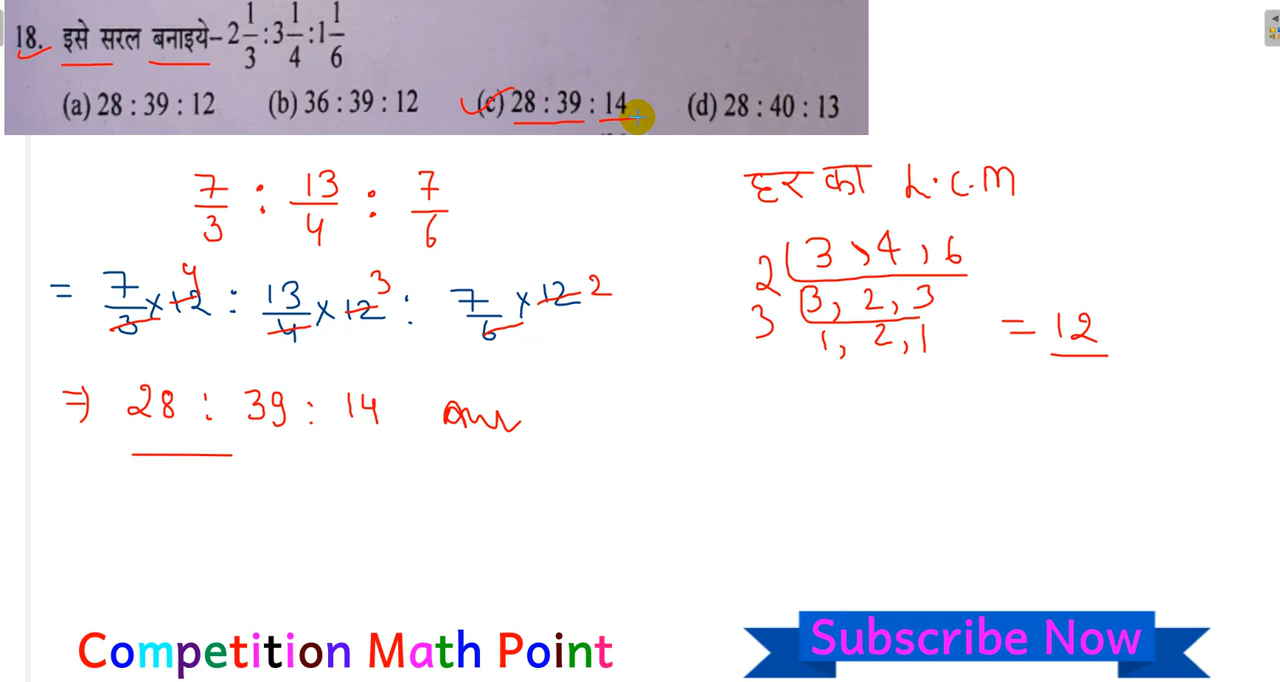 18. इसे सरल बनाइये– 2 1/3 : 3 1/4 : 1 1/6
(a) 28 : 39 : 12 (b) 36 : 39 : 12 (c) 28 : 39 : 14 (d) 28 : 40 : 13
7/3 : 13/4 : 7/6
= 7/3 × 12 4 : 13/4 × 12 3 : 7/6 × 12 2
⇒ 28 : 39 : 14 Ans
हर का L.C.M
2 | 3, 4, 6
3 | 3, 2, 3
1, 2, 1 = 12
Competition Math Point
Subscribe Now